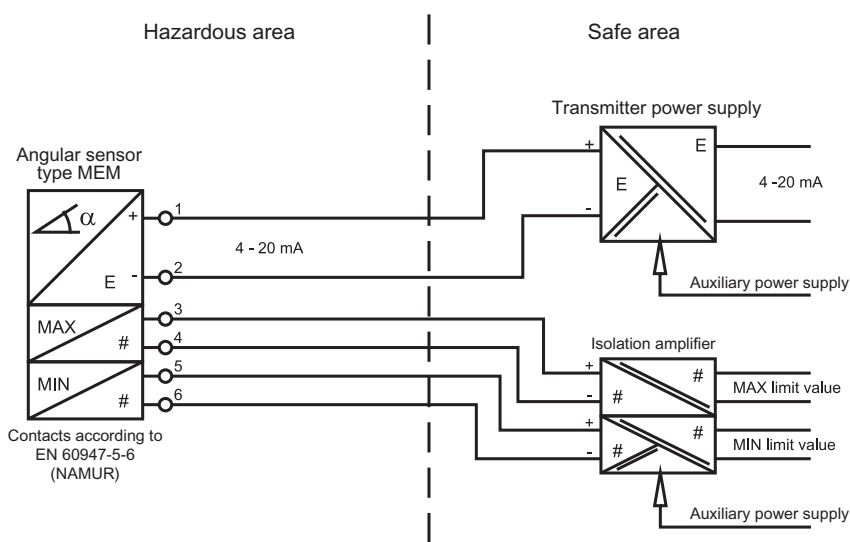 Hazardous area
Safe area
Transmitter power supply
Angular sensor
type MEM
α
+
-
E
1
2
4 - 20 mA
+
-
E
E
4 -20 mA
Auxiliary power supply
MAX
#
3
4
MIN
#
5
6
Contacts according to
EN 60947-5-6
(NAMUR)
Isolation amplifier
+
-
#
#
MAX limit value
+
-
#
#
MIN limit value
Auxiliary power supply